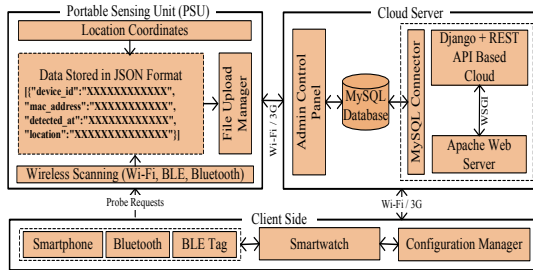 Portable Sensing Unit (PSU)
Location Coordinates
Data Stored in JSON Format
[{"device_id":"XXXXXXXXXXXX",
"mac_address":"XXXXXXXXXXXXX",
"detected_at":"XXXXXXXXXXXXX",
"location":"XXXXXXXXXXXXXX"}]
File Upload
Manager
Wireless Scanning (Wi-Fi, BLE, Bluetooth)
Wi-Fi / 3G
Cloud Server
Admin Control
Panel
MySQL
Database
MySQL Connector
Django + REST
API Based
Cloud
WSGI
Apache Web
Server
Probe Requests
Wi-Fi / 3G
Client Side
Smartphone
Bluetooth
BLE Tag
Smartwatch
Configuration Manager